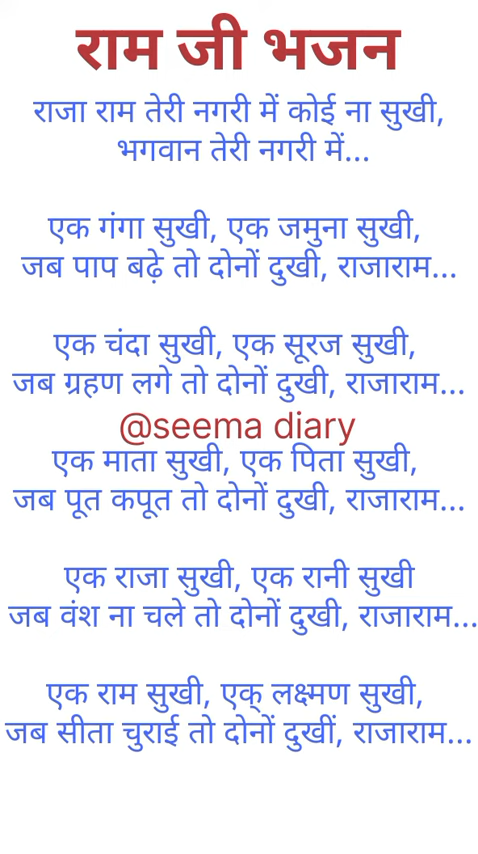 राम जी भजन
राजा राम तेरी नगरी में कोई ना सुखी,
भगवान तेरी नगरी में...
एक गंगा सुखी, एक जमुना सुखी,
जब पाप बढ़े तो दोनों दुखी, राजाराम...
एक चंदा सुखी, एक सूरज सुखी,
जब ग्रहण लगे तो दोनों दुखी, राजाराम...
@seema diary
एक माता सुखी, एक पिता सुखी,
जब पूत कपूत तो दोनों दुखी, राजाराम...
एक राजा सुखी, एक रानी सुखी
जब वंश ना चले तो दोनों दुखी, राजाराम...
एक राम सुखी, एक् लक्ष्मण सुखी,
जब सीता चुराई तो दोनों दुखीं, राजाराम...